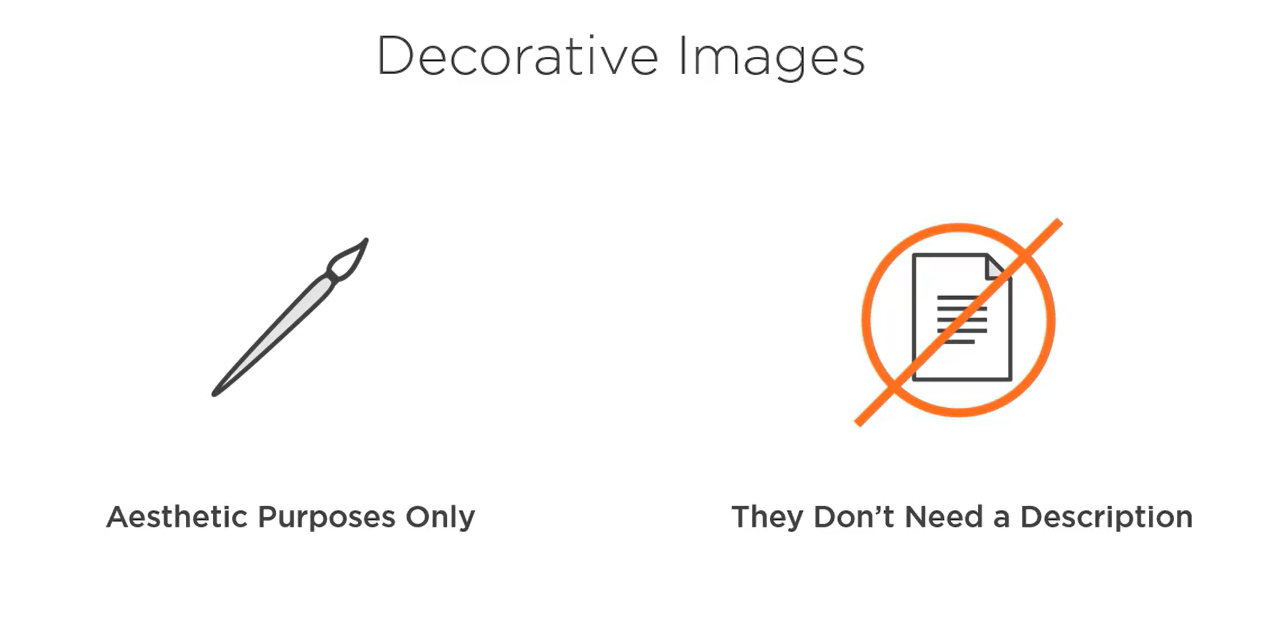 Decorative Images
Aesthetic Purposes Only
They Don’t Need a Description